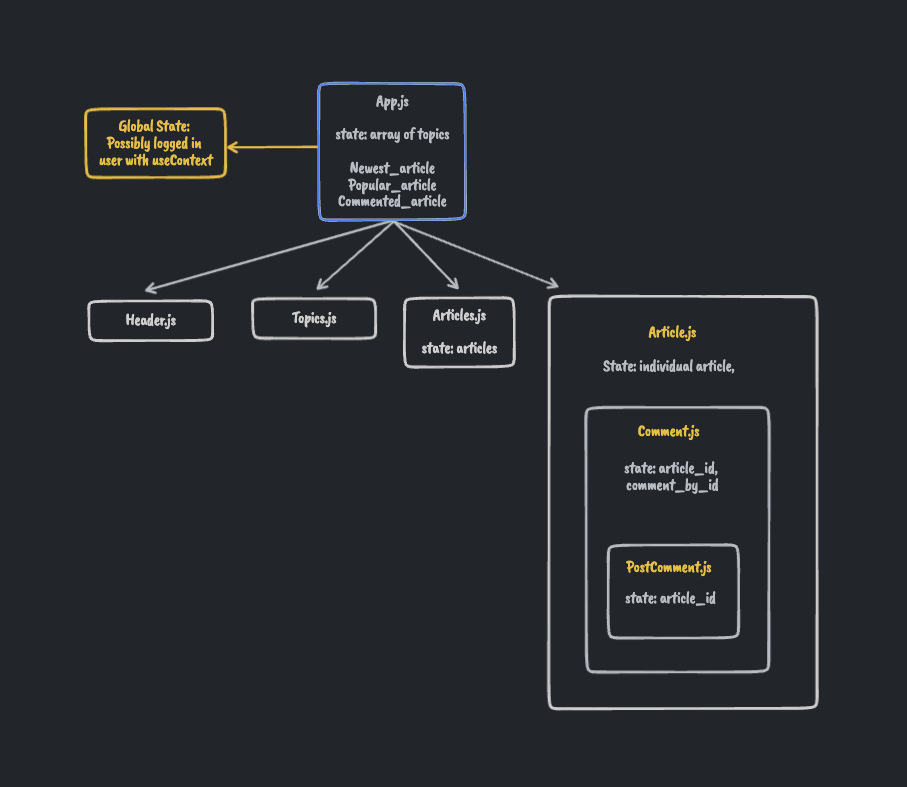 App.js
state: array of topics
Newest_article
Popular_article
Commented_article
Global State:
Possibly logged in
user with useContext
Header.js
Topics.js
Articles.js
state: articles
Article.js
State: individual article,
Comment.js
state: article_id,
comment_by_id
PostComment.js
state: article_id